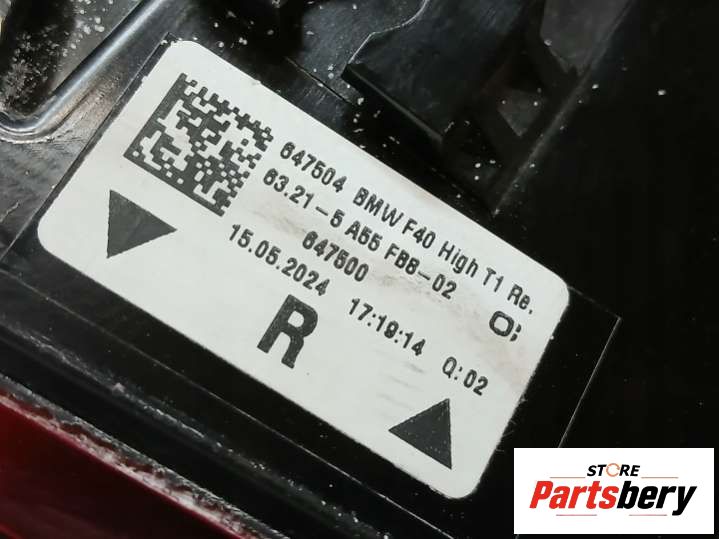 647504 BMW F40 High T1 Re.
63.21-5 A55 FB8-02
647500
15.05.2024 17:19:14 Q:02
R
STORE
Partsbery